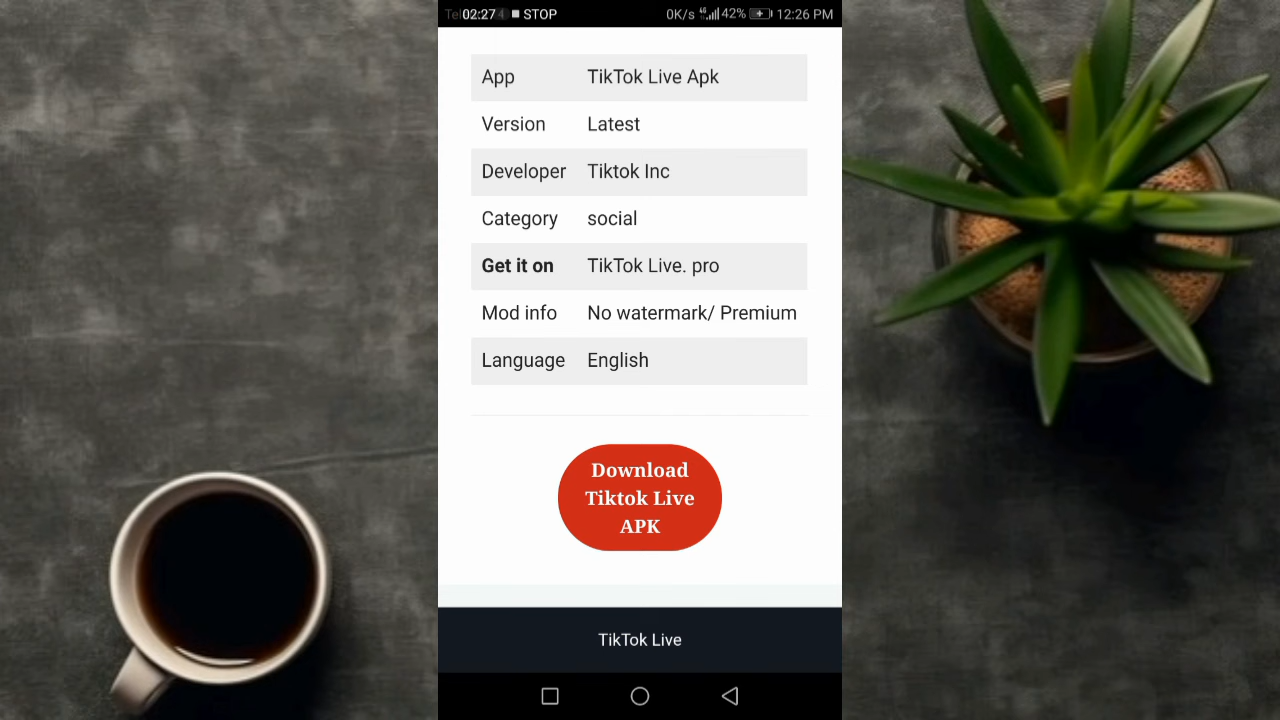 02:27 STOP 0K/s 4G 42% 12:26 PM
App TikTok Live Apk
Version Latest
Developer Tiktok Inc
Category social
Get it on TikTok Live. pro
Mod info No watermark/ Premium
Language English
Download
Tiktok Live
APK
TikTok Live